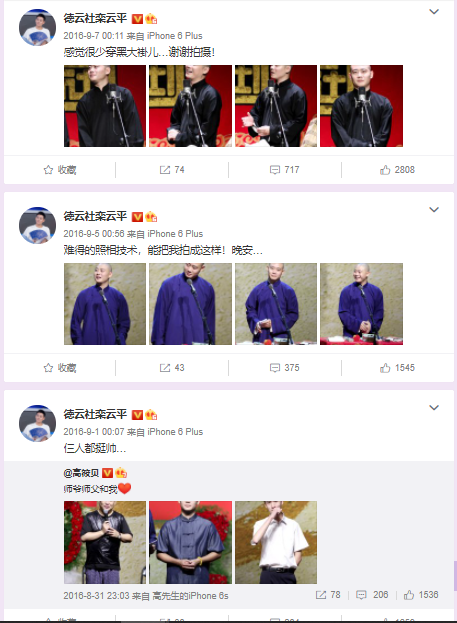 德云社栾云平
2016-9-7 00:11 来自 iPhone 6 Plus
感觉很少穿黑大褂儿...谢谢拍摄！
收藏 74 717 2808
德云社栾云平
2016-9-5 00:56 来自 iPhone 6 Plus
难得的照相技术，能把我拍成这样！晚安...
收藏 43 375 1545
德云社栾云平
2016-9-1 00:07 来自 iPhone 6 Plus
仨人都挺帅...
@高筱贝
师爷师父和我
2016-8-31 23:03 来自 高先生的iPhone 6s 78 206 1536